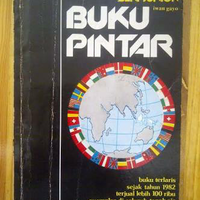 iwan gayo
BUKU
PINTAR
buku terlaris
sejak tahun 1982
terjual lebih 100 ribu